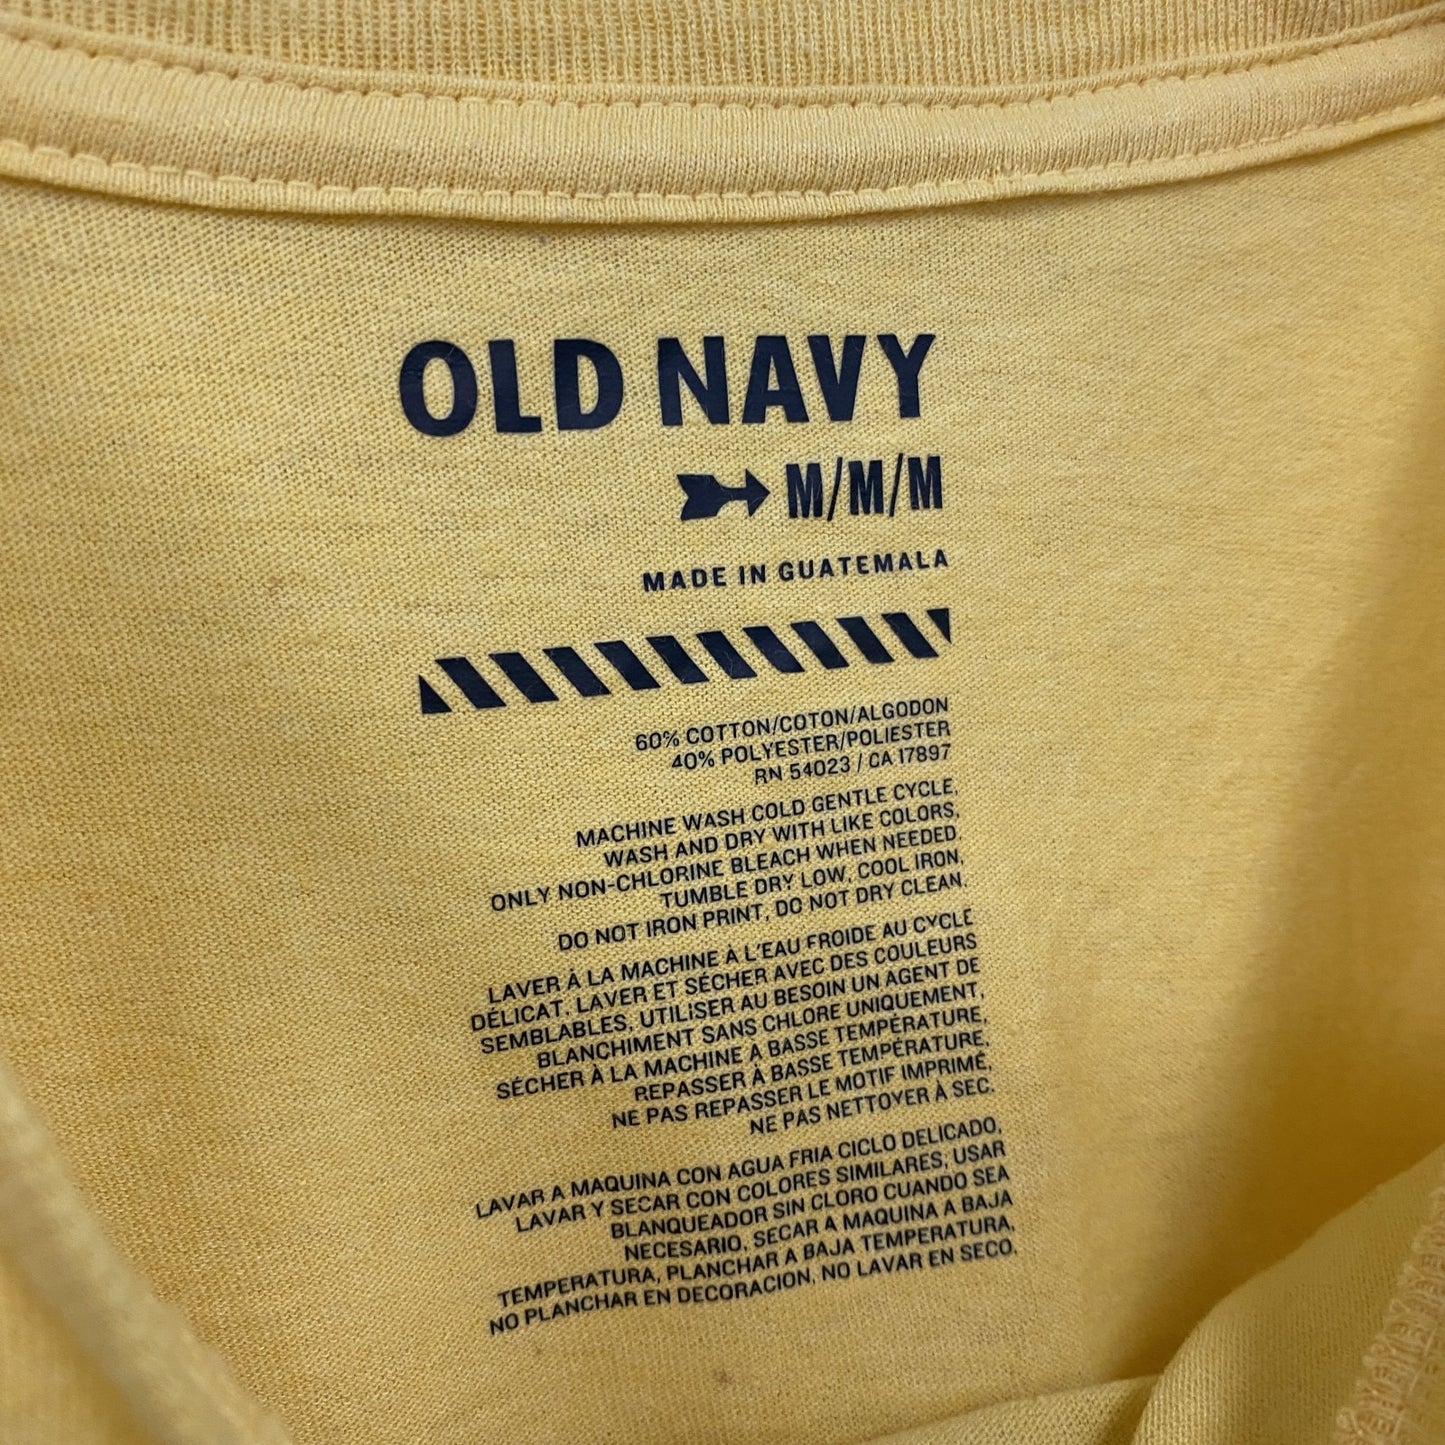 OLD NAVY
M/M/M
MADE IN GUATEMALA
60% COTTON/COTON/ALGODON
40% POLYESTER/POLIESTER
RN 54023 / CA 17897
MACHINE WASH COLD GENTLE CYCLE,
WASH AND DRY WITH LIKE COLORS,
ONLY NON-CHLORINE BLEACH WHEN NEEDED,
TUMBLE DRY LOW, COOL IRON,
DO NOT IRON PRINT, DO NOT DRY CLEAN.
LAVER À LA MACHINE À L'EAU FROIDE AU CYCLE
DÉLICAT, LAVER ET SÉCHER AVEC DES COULEURS
SEMBLABLES, UTILISER AU BESOIN UN AGENT DE
BLANCHIMENT SANS CHLORE UNIQUEMENT,
SÉCHER À LA MACHINE À BASSE TEMPÉRATURE,
REPASSER À BASSE TEMPÉRATURE,
NE PAS REPASSER LE MOTIF IMPRIMÉ,
NE PAS NETTOYER À SEC.
LAVAR A MAQUINA CON AGUA FRIA CICLO DELICADO,
LAVAR Y SECAR CON COLORES SIMILARES, USAR
BLANQUEADOR SIN CLORO CUANDO SEA
NECESARIO, SECAR A MAQUINA A BAJA
TEMPERATURA, PLANCHAR A BAJA TEMPERATURA,
NO PLANCHAR EN DECORACION, NO LAVAR EN SECO.